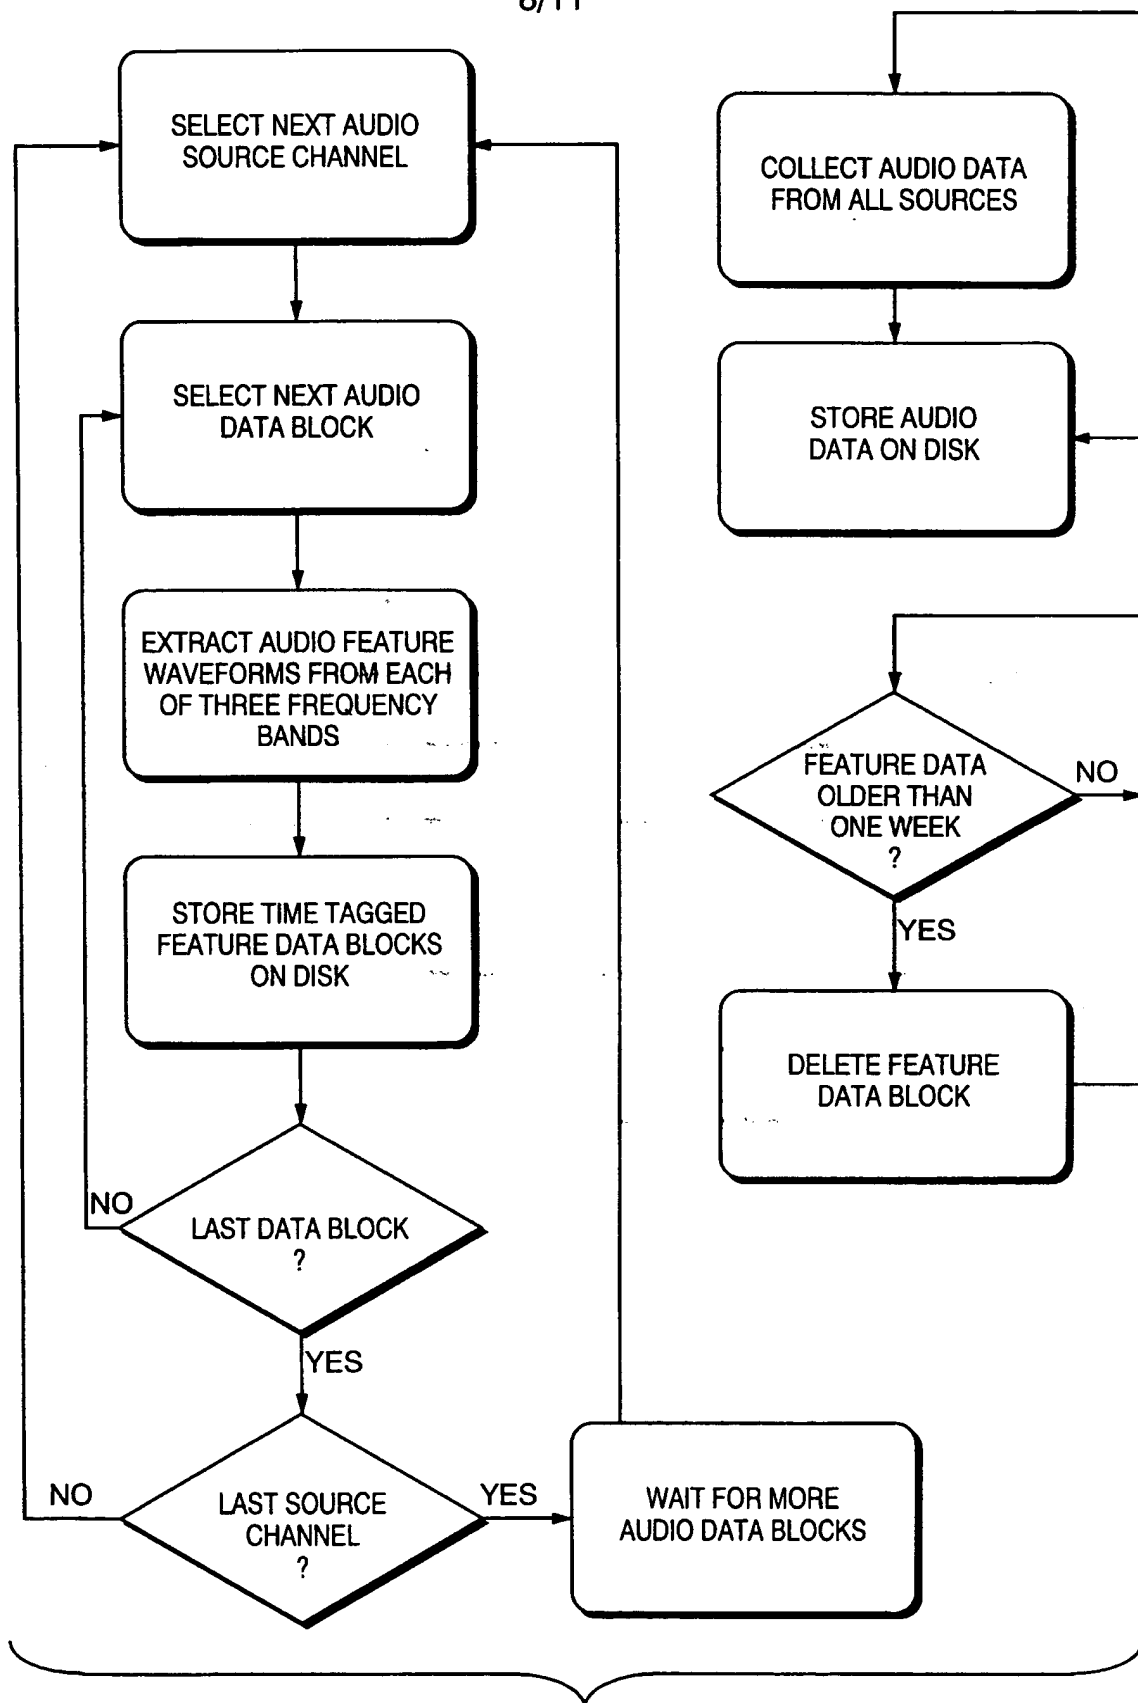 SELECT NEXT AUDIO
SOURCE CHANNEL
SELECT NEXT AUDIO
DATA BLOCK
EXTRACT AUDIO FEATURE
WAVEFORMS FROM EACH
OF THREE FREQUENCY
BANDS
STORE TIME TAGGED
FEATURE DATA BLOCKS
ON DISK
NO
LAST DATA BLOCK
?
YES
NO
LAST SOURCE
CHANNEL
?
YES
WAIT FOR MORE
AUDIO DATA BLOCKS
COLLECT AUDIO DATA
FROM ALL SOURCES
STORE AUDIO
DATA ON DISK
FEATURE DATA
OLDER THAN
ONE WEEK
?
NO
YES
DELETE FEATURE
DATA BLOCK